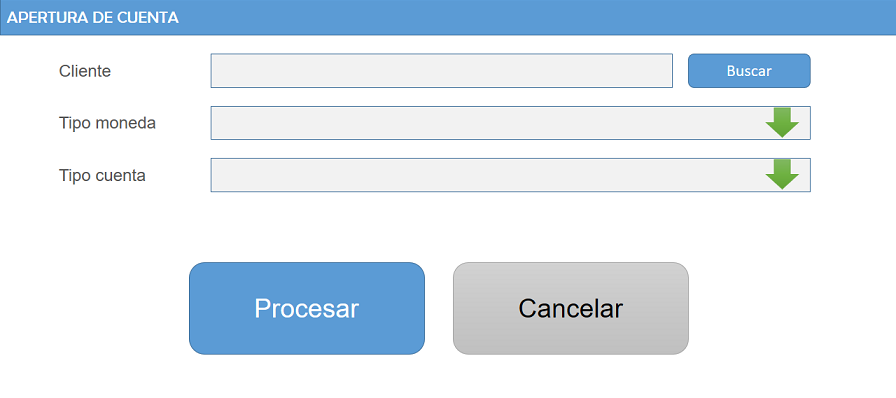 APERTURA DE CUENTA
Cliente
Buscar
Tipo moneda
Tipo cuenta
Procesar
Cancelar